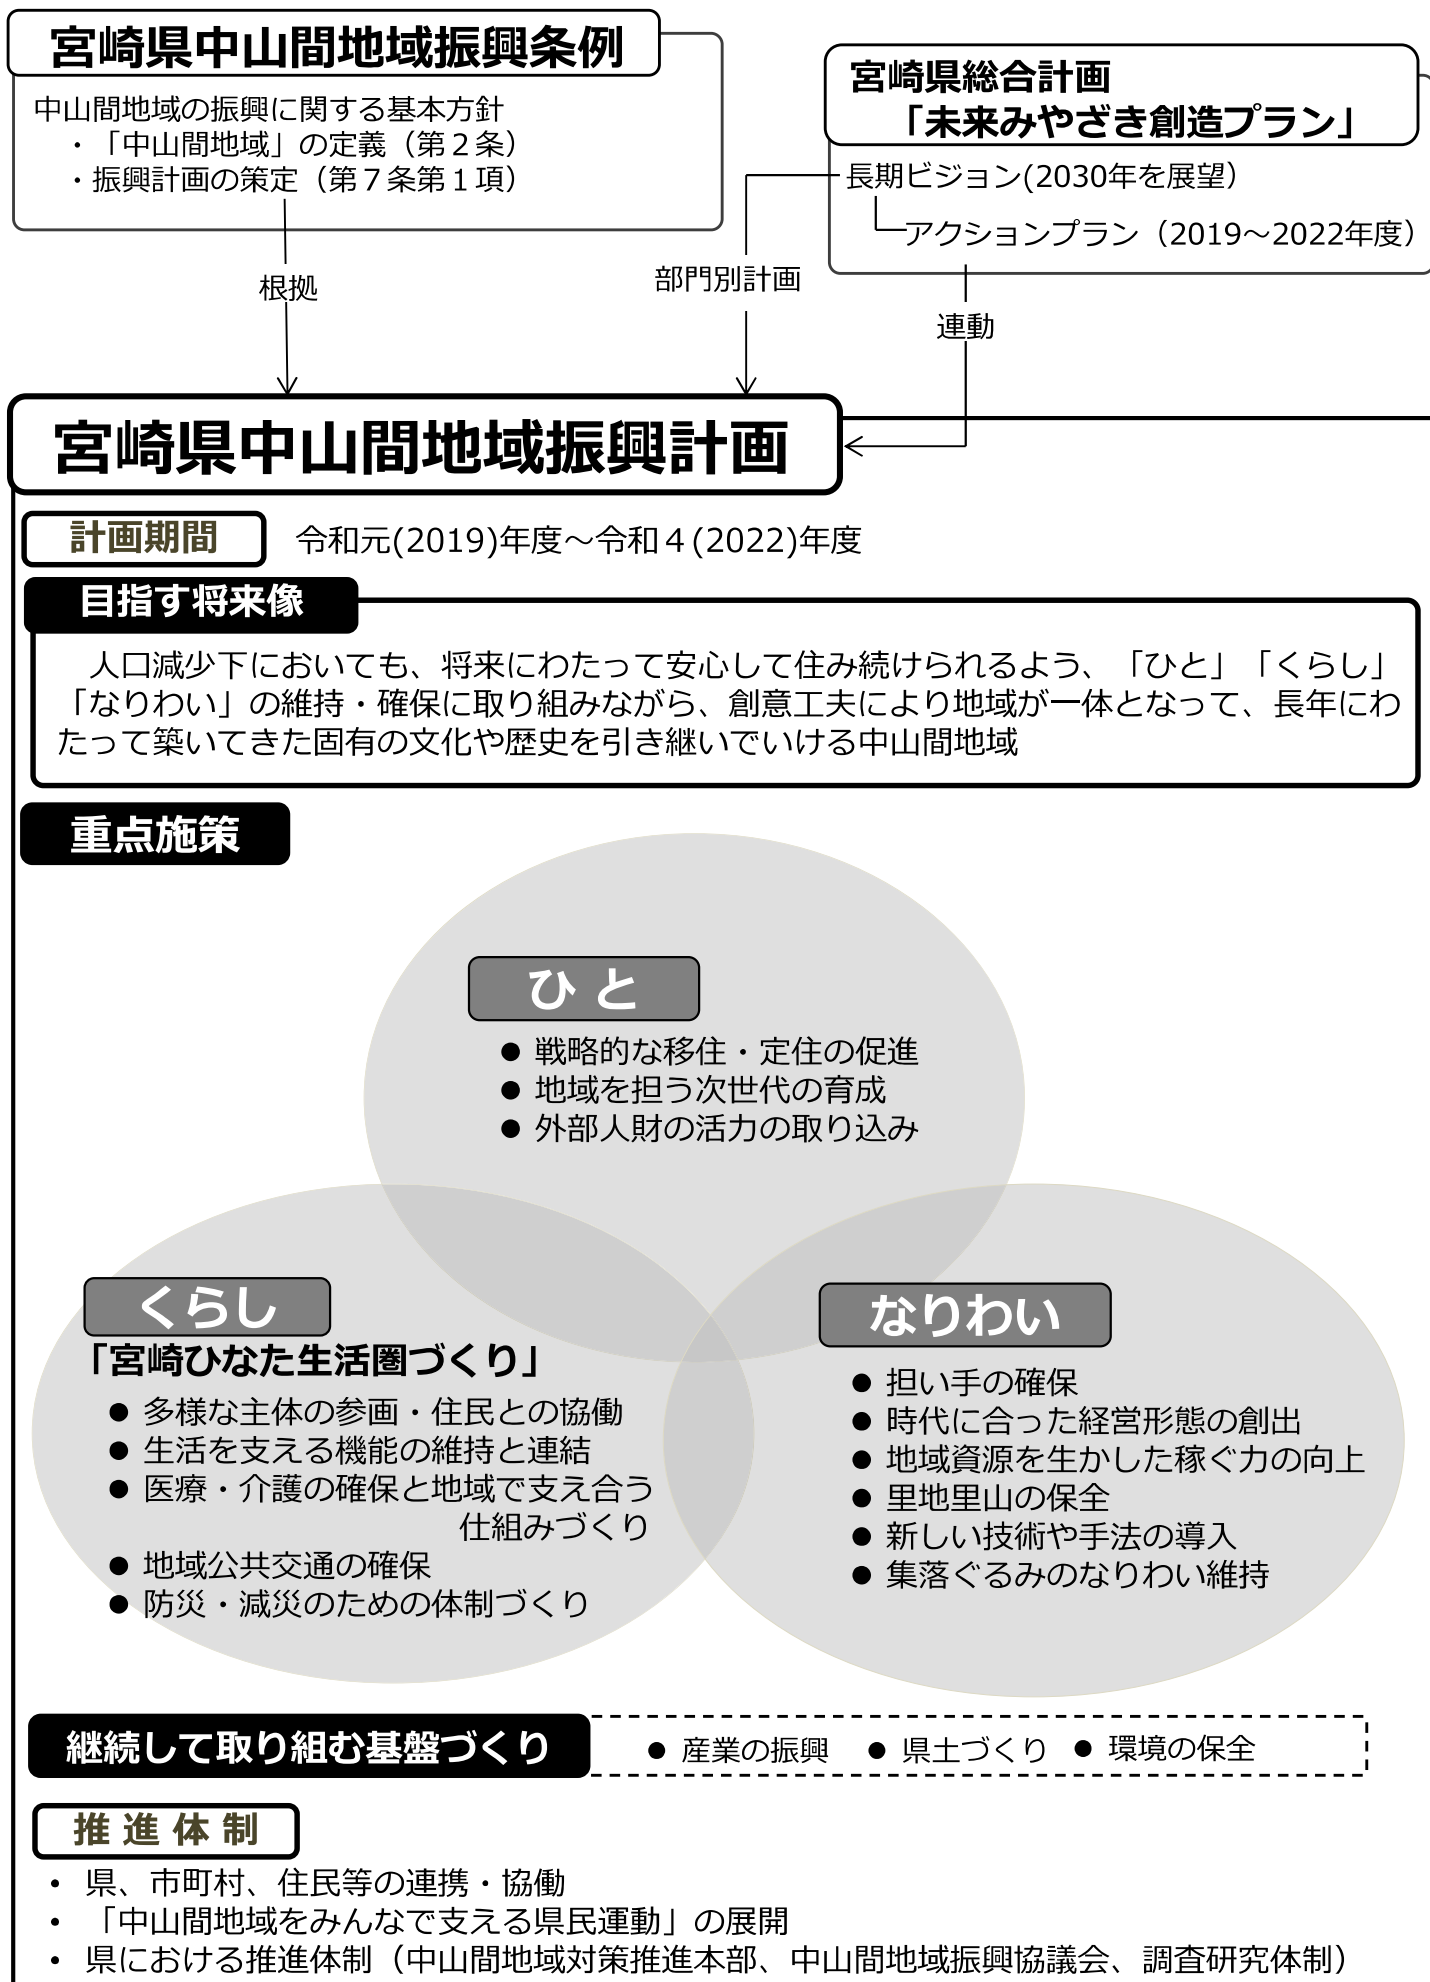 宮崎県中山間地域振興条例
中山間地域の振興に関する基本方針
・「中山間地域」の定義（第２条）
・振興計画の策定（第７条第１項）
宮崎県総合計画
「未来みやざき創造プラン」
長期ビジョン(2030年を展望）
アクションプラン（2019～2022年度）
根拠
部門別計画
連動
宮崎県中山間地域振興計画
計画期間
令和元(2019)年度～令和４(2022)年度
目指す将来像
人口減少下においても、将来にわたって安心して住み続けられるよう、「ひと」「くらし」
「なりわい」の維持・確保に取り組みながら、創意工夫により地域が一体となって、長年にわ
たって築いてきた固有の文化や歴史を引き継いでいける中山間地域
重点施策
ひ と
● 戦略的な移住・定住の促進
● 地域を担う次世代の育成
● 外部人財の活力の取り込み
くらし
「宮崎ひなた生活圏づくり」
● 多様な主体の参画・住民との協働
● 生活を支える機能の維持と連結
● 医療・介護の確保と地域で支え合う
仕組みづくり
● 地域公共交通の確保
● 防災・減災のための体制づくり
なりわい
● 担い手の確保
● 時代に合った経営形態の創出
● 地域資源を生かした稼ぐ力の向上
● 里地里山の保全
● 新しい技術や手法の導入
● 集落ぐるみのなりわい維持
継続して取り組む基盤づくり
● 産業の振興 ● 県土づくり ● 環境の保全
推 進 体 制
• 県、市町村、住民等の連携・協働
• 「中山間地域をみんなで支える県民運動」の展開
• 県における推進体制（中山間地域対策推進本部、中山間地域振興協議会、調査研究体制）